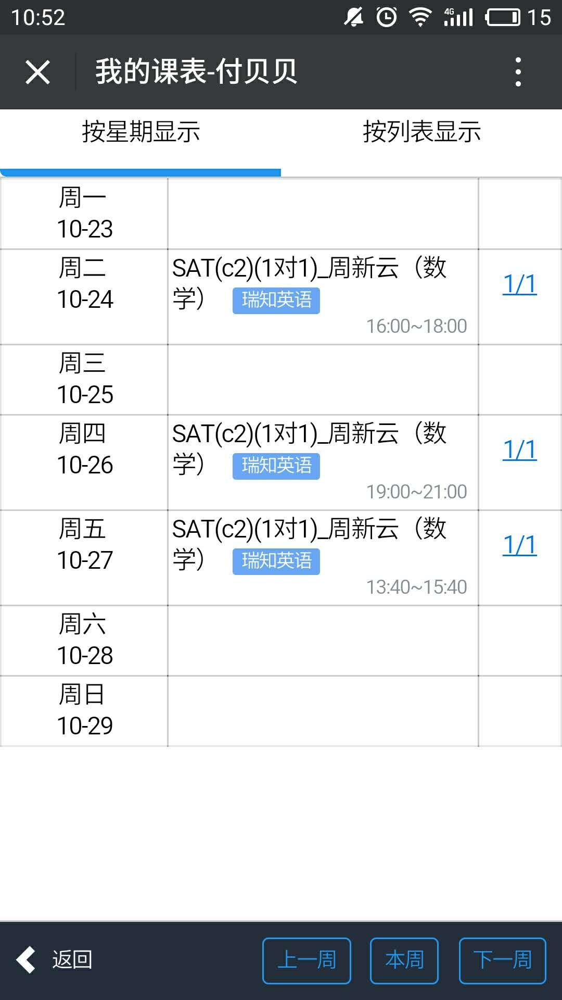 10:52 4G 15
我的课表-付贝贝
按星期显示 按列表显示
周一
10-23
周二
10-24
SAT(c2)(1对1)_周新云（数
学） 瑞知英语
16:00~18:00
1/1
周三
10-25
周四
10-26
SAT(c2)(1对1)_周新云（数
学） 瑞知英语
19:00~21:00
1/1
周五
10-27
SAT(c2)(1对1)_周新云（数
学） 瑞知英语
13:40~15:40
1/1
周六
10-28
周日
10-29
返回 上一周 本周 下一周